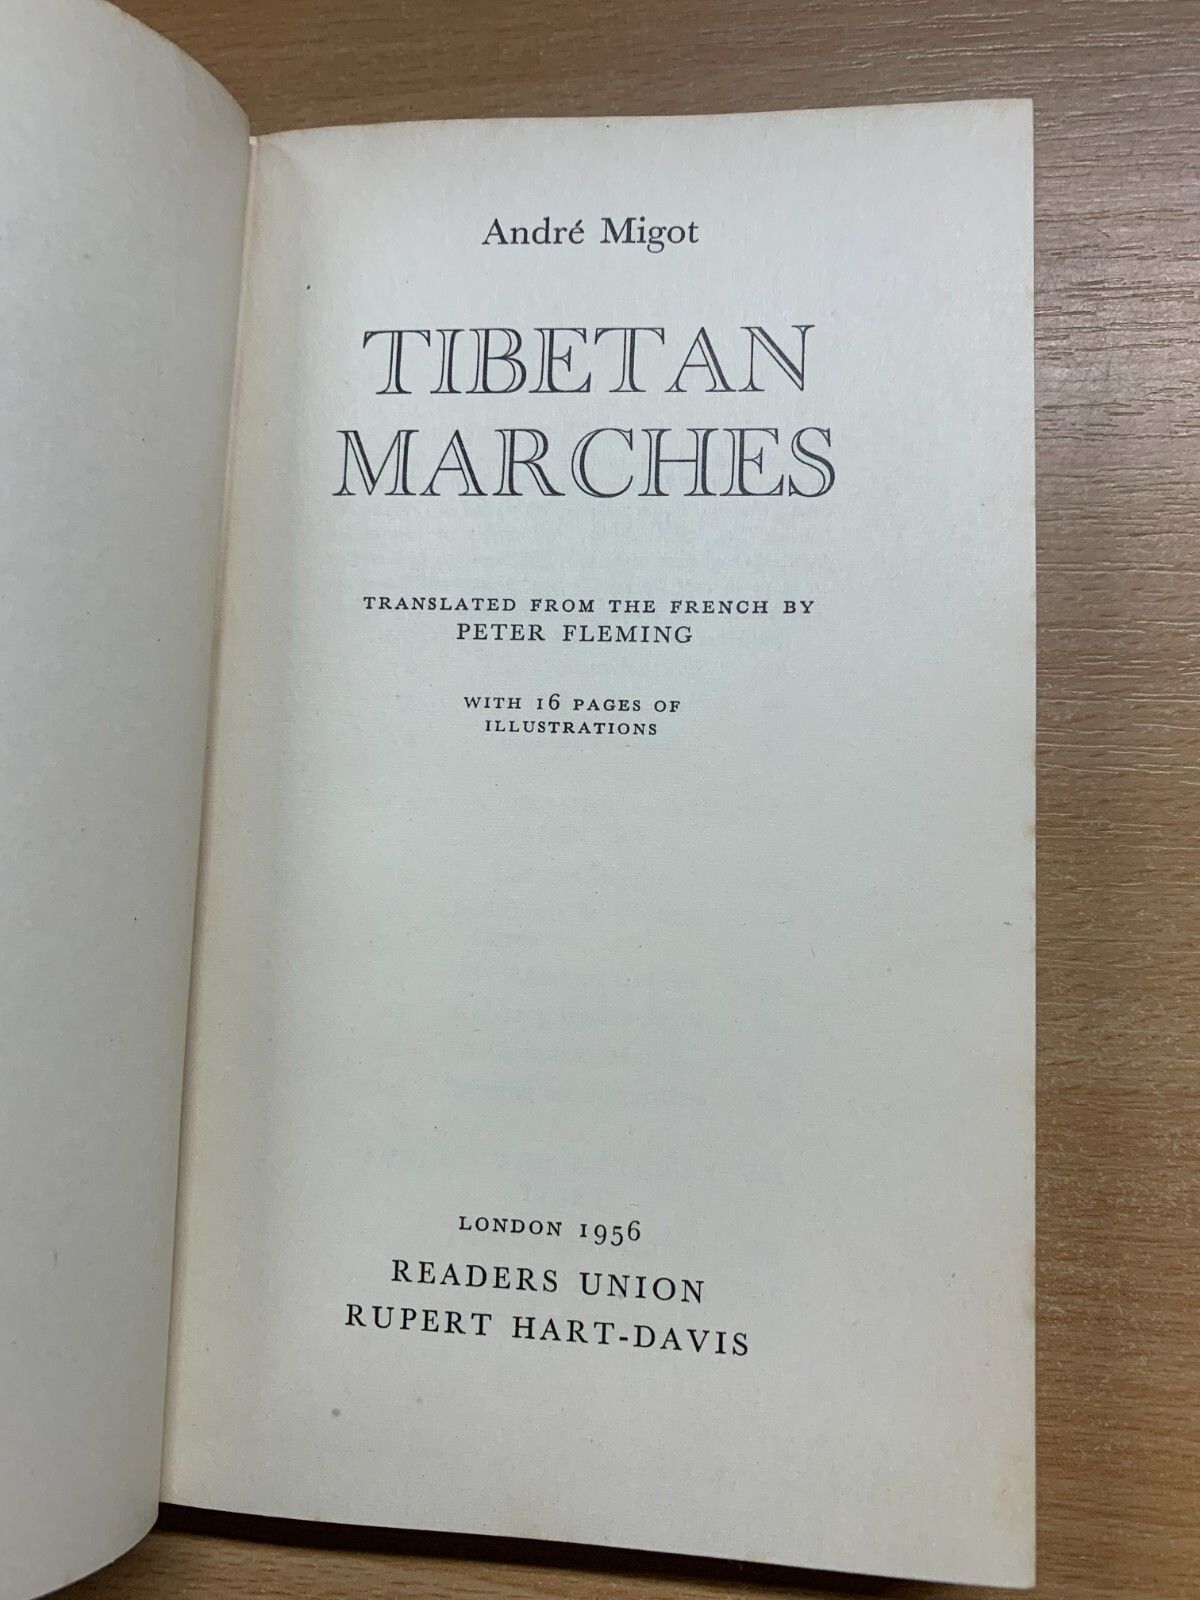 André Migot
TIBETAN
MARCHES
TRANSLATED FROM THE FRENCH BY
PETER FLEMING
WITH 16 PAGES OF
ILLUSTRATIONS
LONDON 1956
READERS UNION
RUPERT HART-DAVIS